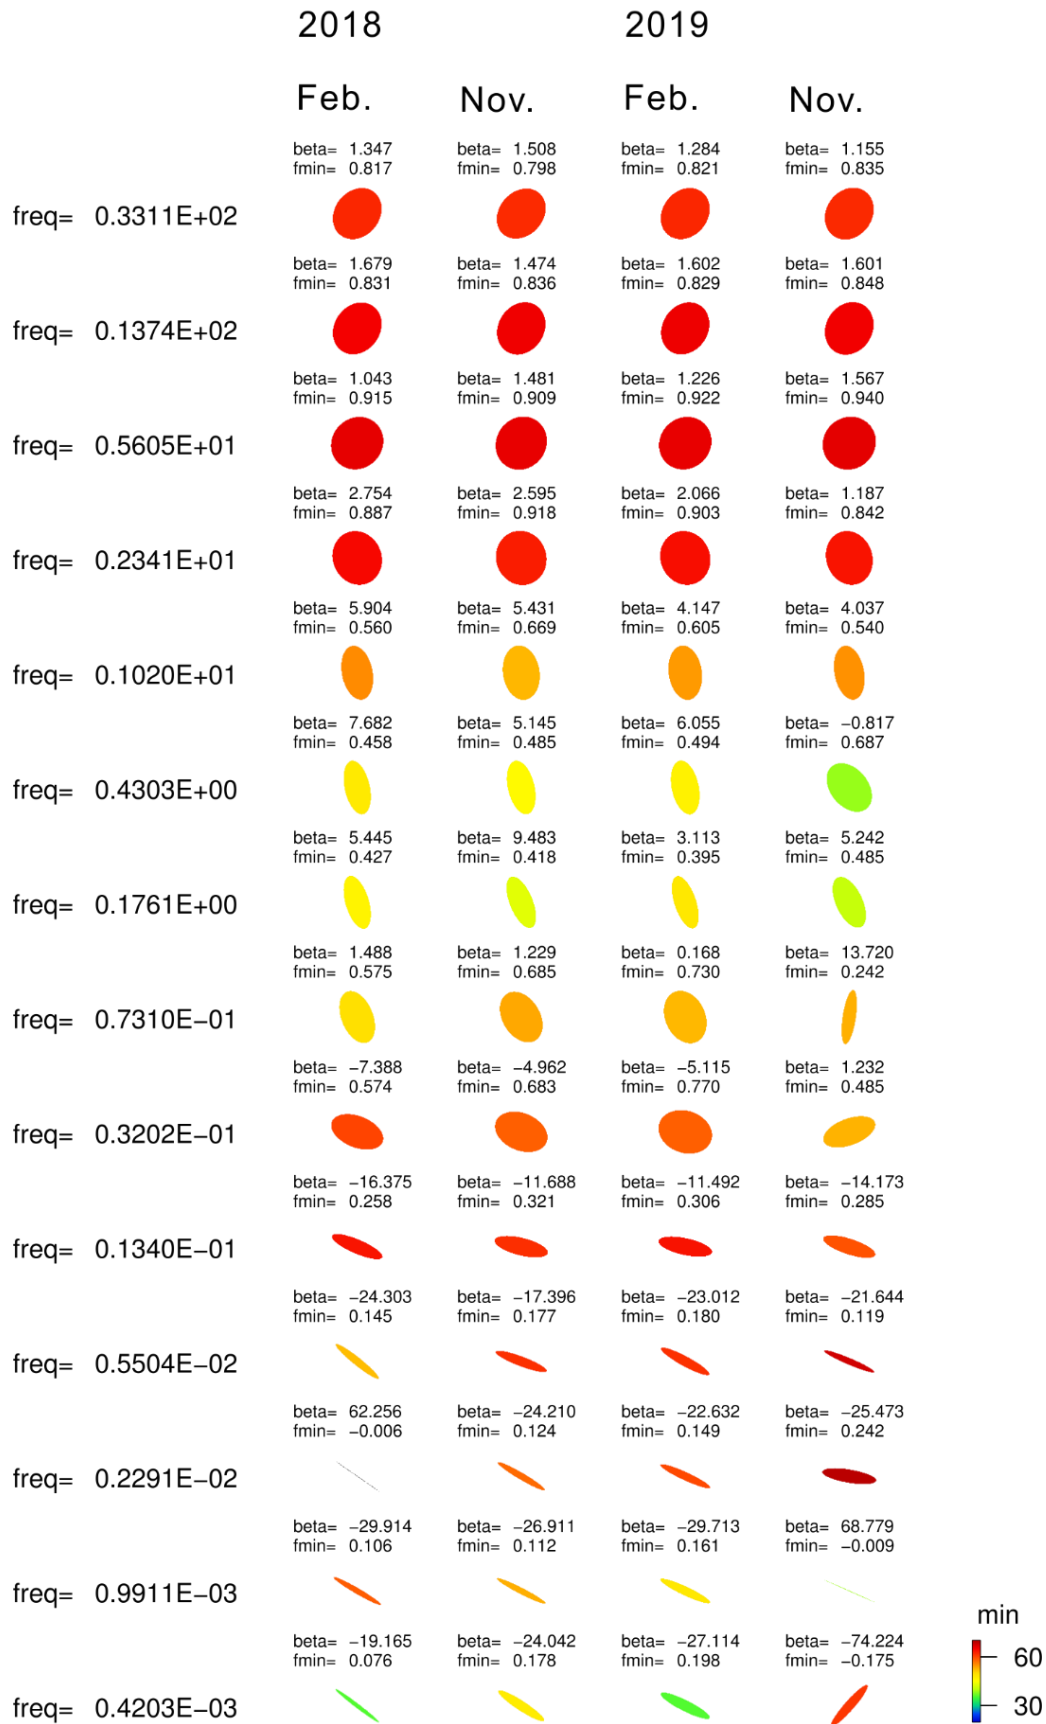 2018 2019
Feb. Nov. Feb. Nov.
beta= 1.347 beta= 1.508 beta= 1.284 beta= 1.155
fmin= 0.817 fmin= 0.798 fmin= 0.821 fmin= 0.835
freq= 0.3311E+02
beta= 1.679 beta= 1.474 beta= 1.602 beta= 1.601
fmin= 0.831 fmin= 0.836 fmin= 0.829 fmin= 0.848
freq= 0.1374E+02
beta= 1.043 beta= 1.481 beta= 1.226 beta= 1.567
fmin= 0.915 fmin= 0.909 fmin= 0.922 fmin= 0.940
freq= 0.5605E+01
beta= 2.754 beta= 2.595 beta= 2.066 beta= 1.187
fmin= 0.887 fmin= 0.918 fmin= 0.903 fmin= 0.842
freq= 0.2341E+01
beta= 5.904 beta= 5.431 beta= 4.147 beta= 4.037
fmin= 0.560 fmin= 0.669 fmin= 0.605 fmin= 0.540
freq= 0.1020E+01
beta= 7.682 beta= 5.145 beta= 6.055 beta= −0.817
fmin= 0.458 fmin= 0.485 fmin= 0.494 fmin= 0.687
freq= 0.4303E+00
beta= 5.445 beta= 9.483 beta= 3.113 beta= 5.242
fmin= 0.427 fmin= 0.418 fmin= 0.395 fmin= 0.485
freq= 0.1761E+00
beta= 1.488 beta= 1.229 beta= 0.168 beta= 13.720
fmin= 0.575 fmin= 0.685 fmin= 0.730 fmin= 0.242
freq= 0.7310E−01
beta= −7.388 beta= −4.962 beta= −5.115 beta= 1.232
fmin= 0.574 fmin= 0.683 fmin= 0.770 fmin= 0.485
freq= 0.3202E−01
beta= −16.375 beta= −11.688 beta= −11.492 beta= −14.173
fmin= 0.258 fmin= 0.321 fmin= 0.306 fmin= 0.285
freq= 0.1340E−01
beta= −24.303 beta= −17.396 beta= −23.012 beta= −21.644
fmin= 0.145 fmin= 0.177 fmin= 0.180 fmin= 0.119
freq= 0.5504E−02
beta= 62.256 beta= −24.210 beta= −22.632 beta= −25.473
fmin= −0.006 fmin= 0.124 fmin= 0.149 fmin= 0.242
freq= 0.2291E−02
beta= −29.914 beta= −26.911 beta= −29.713 beta= 68.779
fmin= 0.106 fmin= 0.112 fmin= 0.161 fmin= −0.009
freq= 0.9911E−03
min
beta= −19.165 beta= −24.042 beta= −27.114 beta= −74.224
fmin= 0.076 fmin= 0.178 fmin= 0.198 fmin= −0.175
60
freq= 0.4203E−03
30